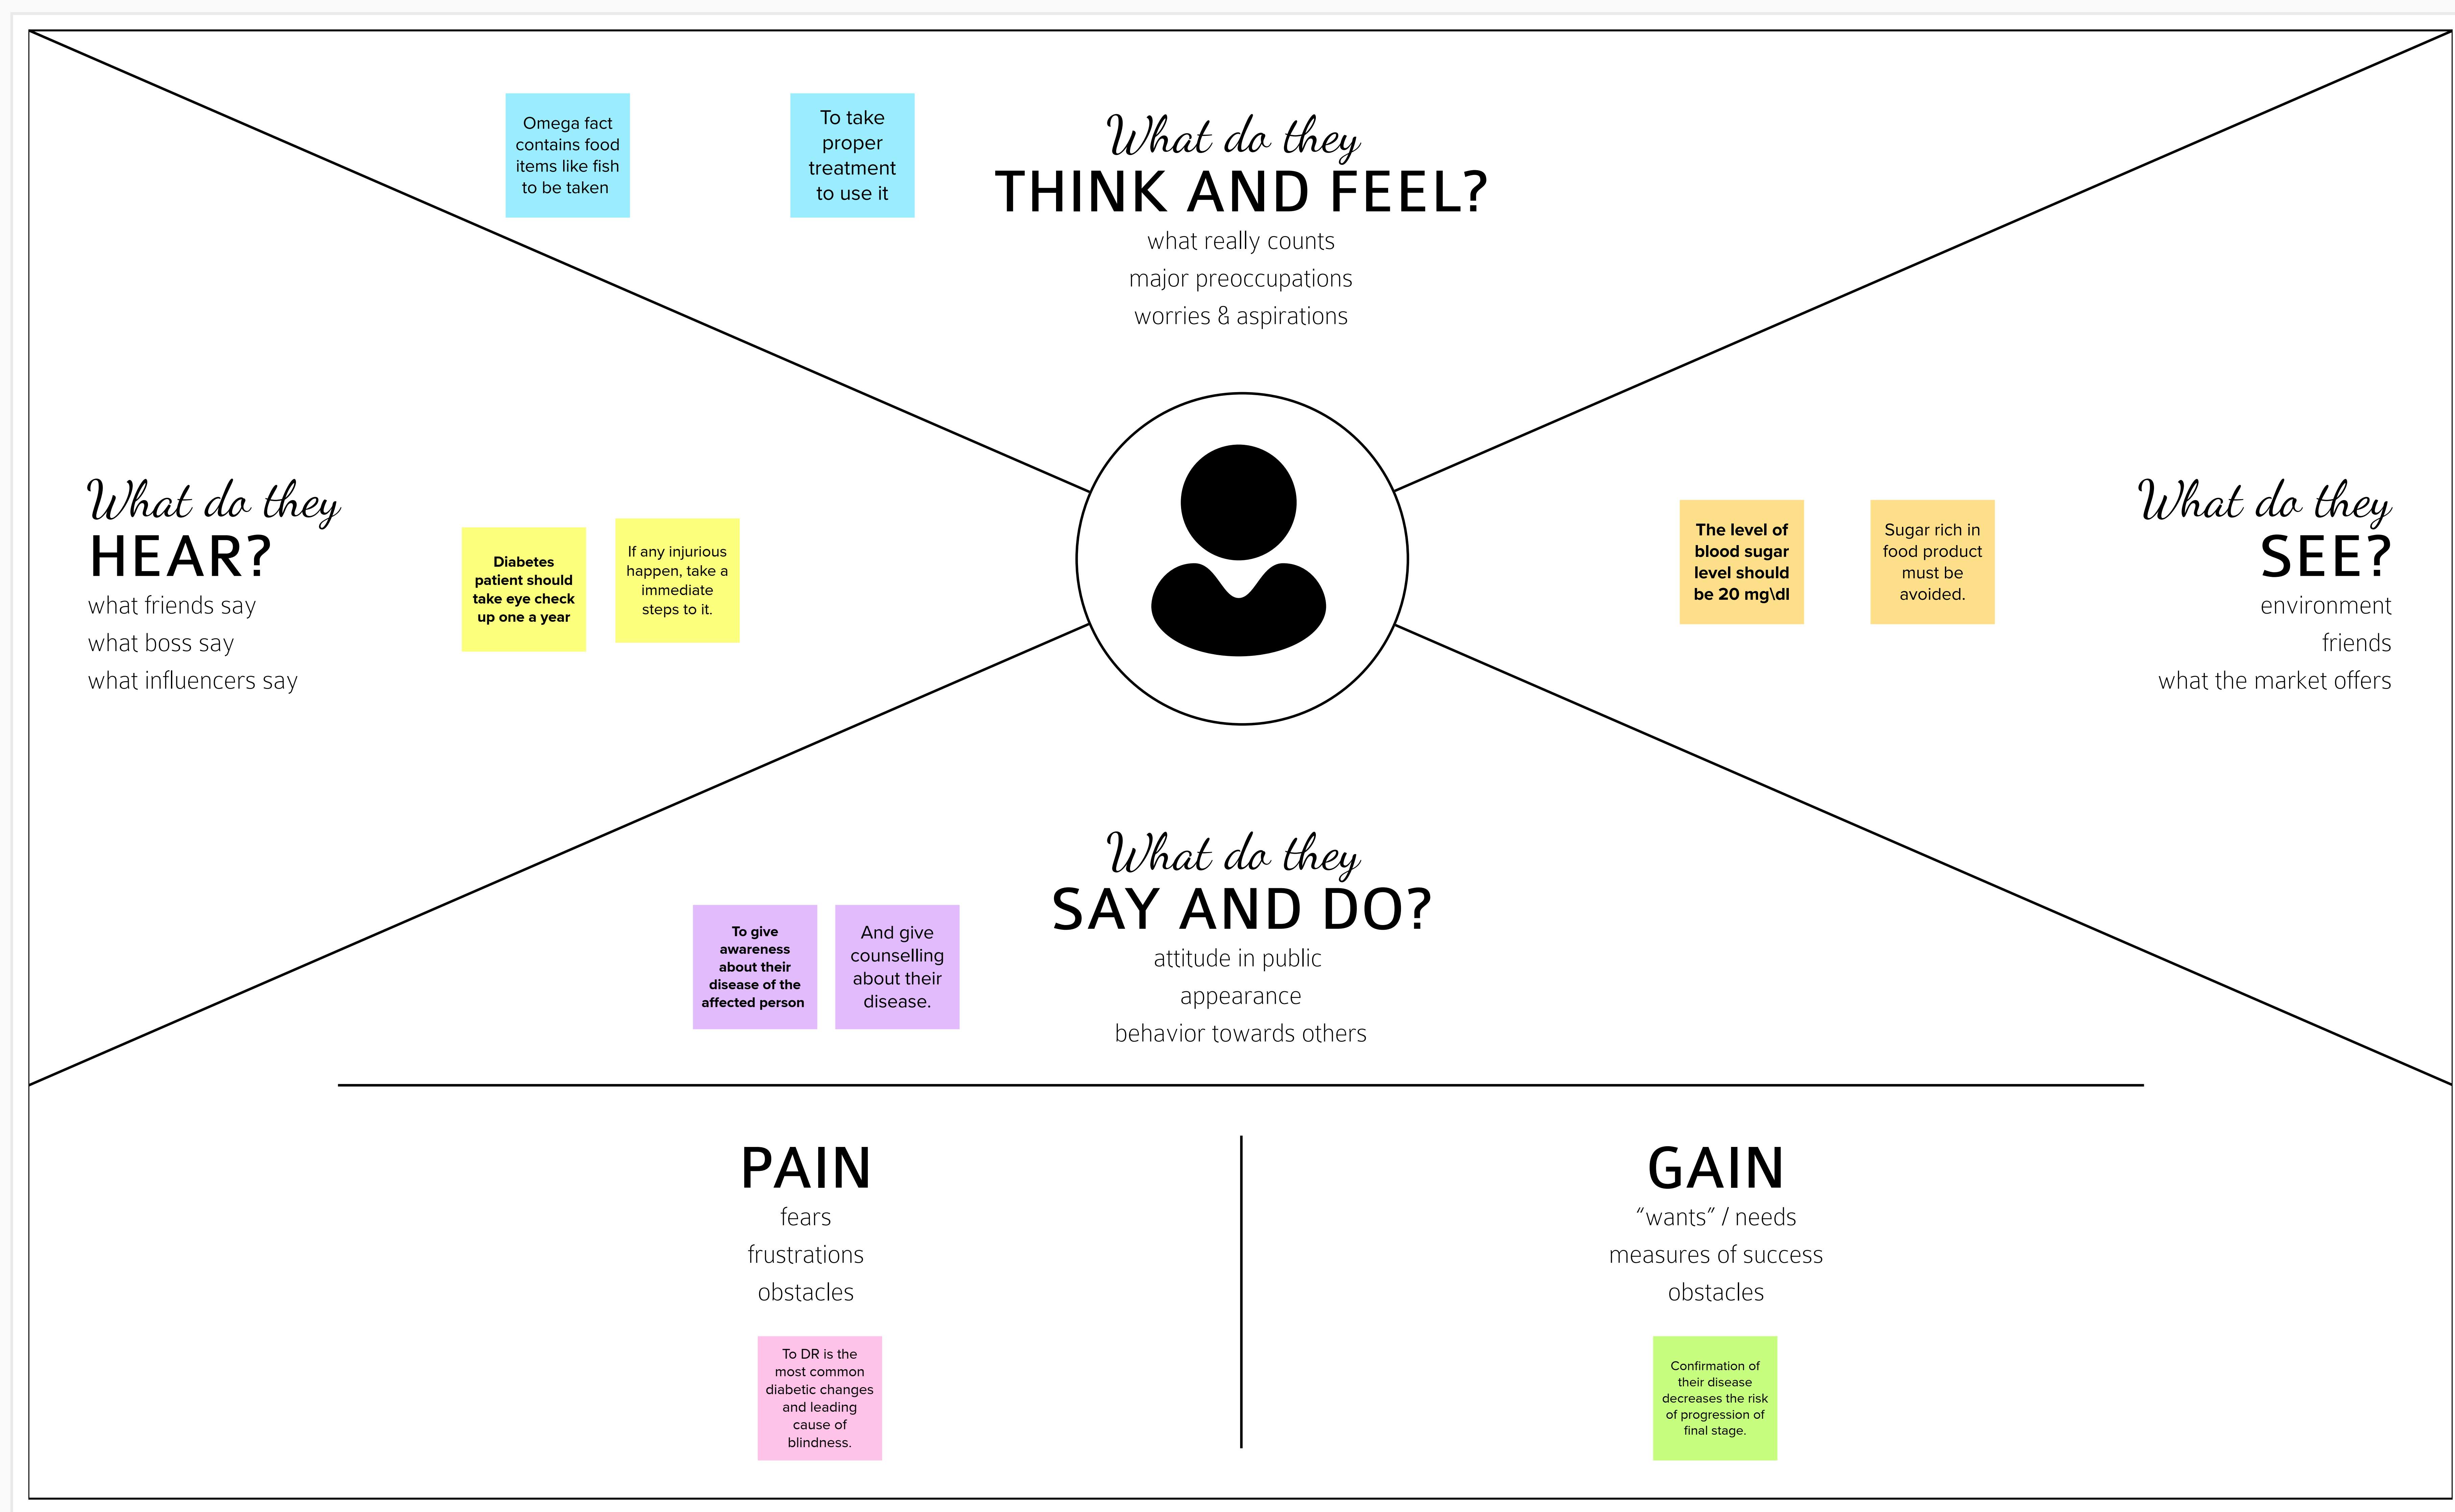 Omega fact
contains food
items like fish
to be taken
To take
proper
treatment
to use it
What do they
THINK AND FEEL?
what really counts
major preoccupations
worries & aspirations
What do they
HEAR?
what friends say
what boss say
what influencers say
Diabetes
patient should
take eye check
up one a year
If any injurious
happen, take a
immediate
steps to it.
The level of
blood sugar
level should
be 20 mg\dl
Sugar rich in
food product
must be
avoided.
What do they
SEE?
environment
friends
what the market offers
What do they
SAY AND DO?
attitude in public
appearance
behavior towards others
To give
awareness
about their
disease of the
affected person
And give
counselling
about their
disease.
PAIN
fears
frustrations
obstacles
To DR is the
most common
diabetic changes
and leading
cause of
blindness.
GAIN
“wants” / needs
measures of success
obstacles
Confirmation of
their disease
decreases the risk
of progression of
final stage.